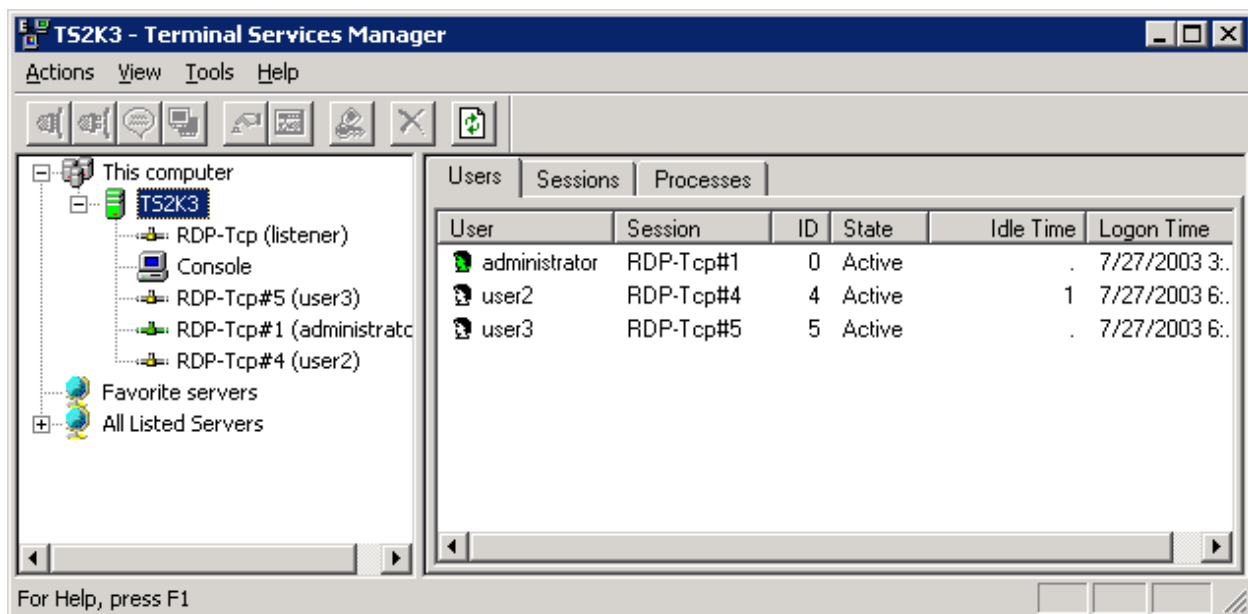 TS2K3 - Terminal Services Manager
Actions View Tools Help
This computer
TS2K3
RDP-Tcp (listener)
Console
RDP-Tcp#5 (user3)
RDP-Tcp#1 (administratc
RDP-Tcp#4 (user2)
Favorite servers
All Listed Servers
Users Sessions Processes
User Session ID State Idle Time Logon Time
administrator RDP-Tcp#1 0 Active . 7/27/2003 3:..
user2 RDP-Tcp#4 4 Active 1 7/27/2003 6:..
user3 RDP-Tcp#5 5 Active . 7/27/2003 6:..
For Help, press F1